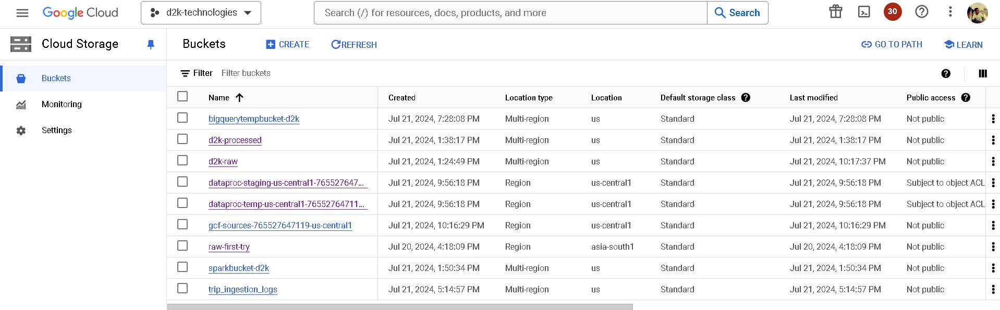 Google Cloud d2k-technologies Search (/) for resources, docs, products, and more Search 30
Cloud Storage Buckets CREATE REFRESH GO TO PATH LEARN
Buckets
Monitoring
Settings
Filter Filter buckets
Name Created Location type Location Default storage class Last modified Public access
bigquerytempbucket-d2k Jul 21, 2024, 7:28:08 PM Multi-region us Standard Jul 21, 2024, 7:28:08 PM Not public
d2k-processed Jul 21, 2024, 1:38:17 PM Multi-region us Standard Jul 21, 2024, 1:38:17 PM Not public
d2k-raw Jul 21, 2024, 1:24:49 PM Multi-region us Standard Jul 21, 2024, 10:17:37 PM Not public
dataproc-staging-us-central1-765527647... Jul 21, 2024, 9:56:18 PM Region us-central1 Standard Jul 21, 2024, 9:56:18 PM Subject to object ACL
dataproc-temp-us-central1-76552764711... Jul 21, 2024, 9:56:18 PM Region us-central1 Standard Jul 21, 2024, 9:56:18 PM Subject to object ACL
gcf-sources-765527647119-us-central1 Jul 21, 2024, 10:16:29 PM Region us-central1 Standard Jul 21, 2024, 10:16:29 PM Not public
raw-first-try Jul 20, 2024, 4:18:09 PM Region asia-south1 Standard Jul 20, 2024, 4:18:09 PM Not public
sparkbucket-d2k Jul 21, 2024, 1:50:34 PM Multi-region us Standard Jul 21, 2024, 1:50:34 PM Not public
trip_ingestion_logs Jul 21, 2024, 5:14:57 PM Multi-region us Standard Jul 21, 2024, 5:14:57 PM Not public